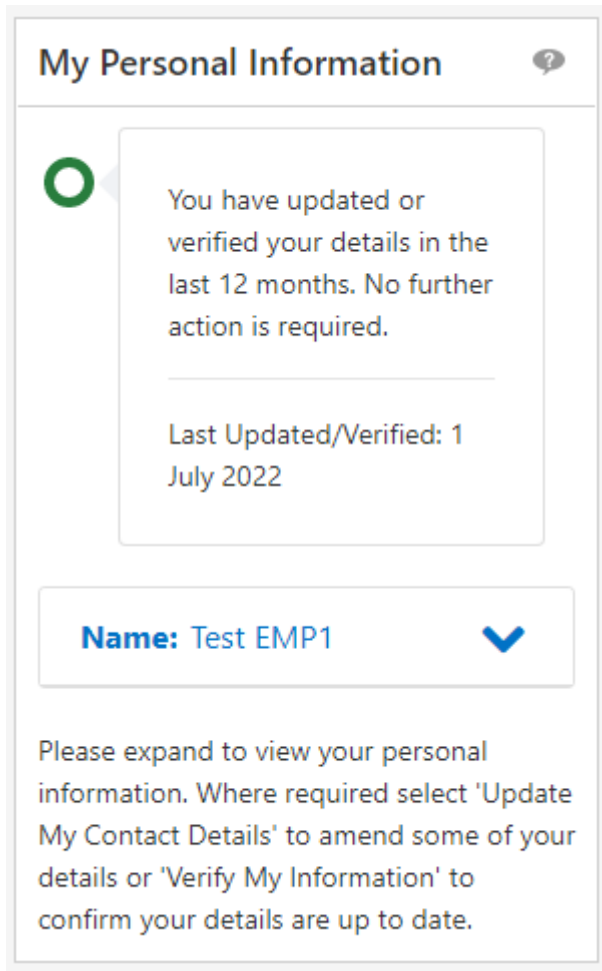 My Personal Information
?
You have updated or
verified your details in the
last 12 months. No further
action is required.
Last Updated/Verified: 1
July 2022
Name: Test EMP1
Please expand to view your personal
information. Where required select 'Update
My Contact Details' to amend some of your
details or 'Verify My Information' to
confirm your details are up to date.